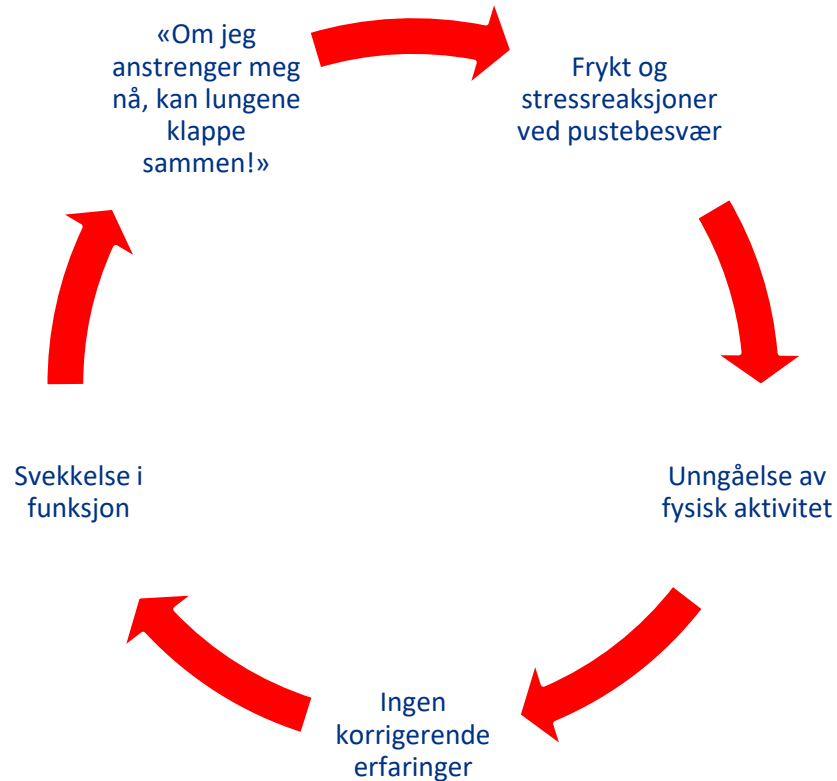 «Om jeg
anstrenger meg
nå, kan lungene
klappe
sammen!»
Frykt og
stressreaksjoner
ved pustebesvær
Unngåelse av
fysisk aktivitet
Ingen
korrigerende
erfaringer
Svekkelse i
funksjon